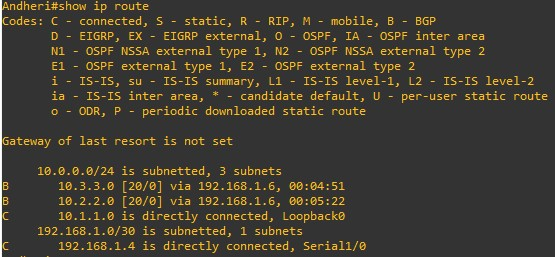 Andheri#show ip route
Codes: C - connected, S - static, R - RIP, M - mobile, B - BGP
       D - EIGRP, EX - EIGRP external, O - OSPF, IA - OSPF inter area
       N1 - OSPF NSSA external type 1, N2 - OSPF NSSA external type 2
       E1 - OSPF external type 1, E2 - OSPF external type 2
       i - IS-IS, su - IS-IS summary, L1 - IS-IS level-1, L2 - IS-IS level-2
       ia - IS-IS inter area, * - candidate default, U - per-user static route
       o - ODR, P - periodic downloaded static route
Gateway of last resort is not set
     10.0.0.0/24 is subnetted, 3 subnets
B       10.3.3.0 [20/0] via 192.168.1.6, 00:04:51
B       10.2.2.0 [20/0] via 192.168.1.6, 00:05:22
C       10.1.1.0 is directly connected, Loopback0
     192.168.1.0/30 is subnetted, 1 subnets
C       192.168.1.4 is directly connected, Serial1/0